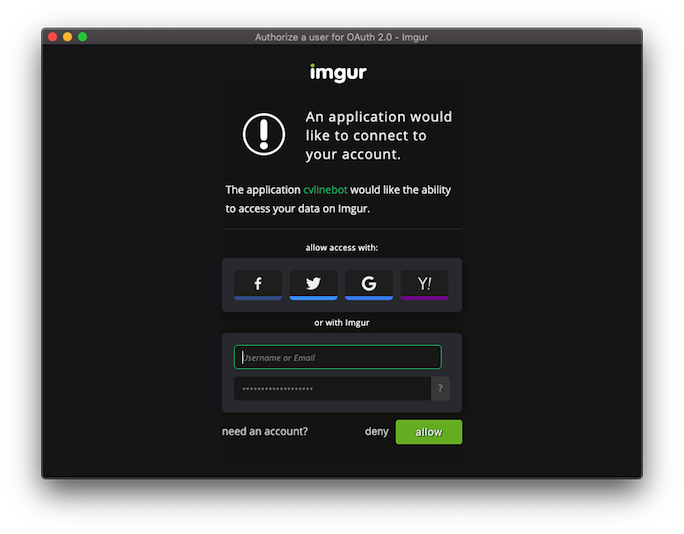 Authorize a user for OAuth 2.0 - Imgur
imgur
An application would
like to connect to
your account.
The application cvlinebot would like the ability
to access your data on Imgur.
allow access with:
f G Y!
or with Imgur
Username or Email
?
need an account? deny allow